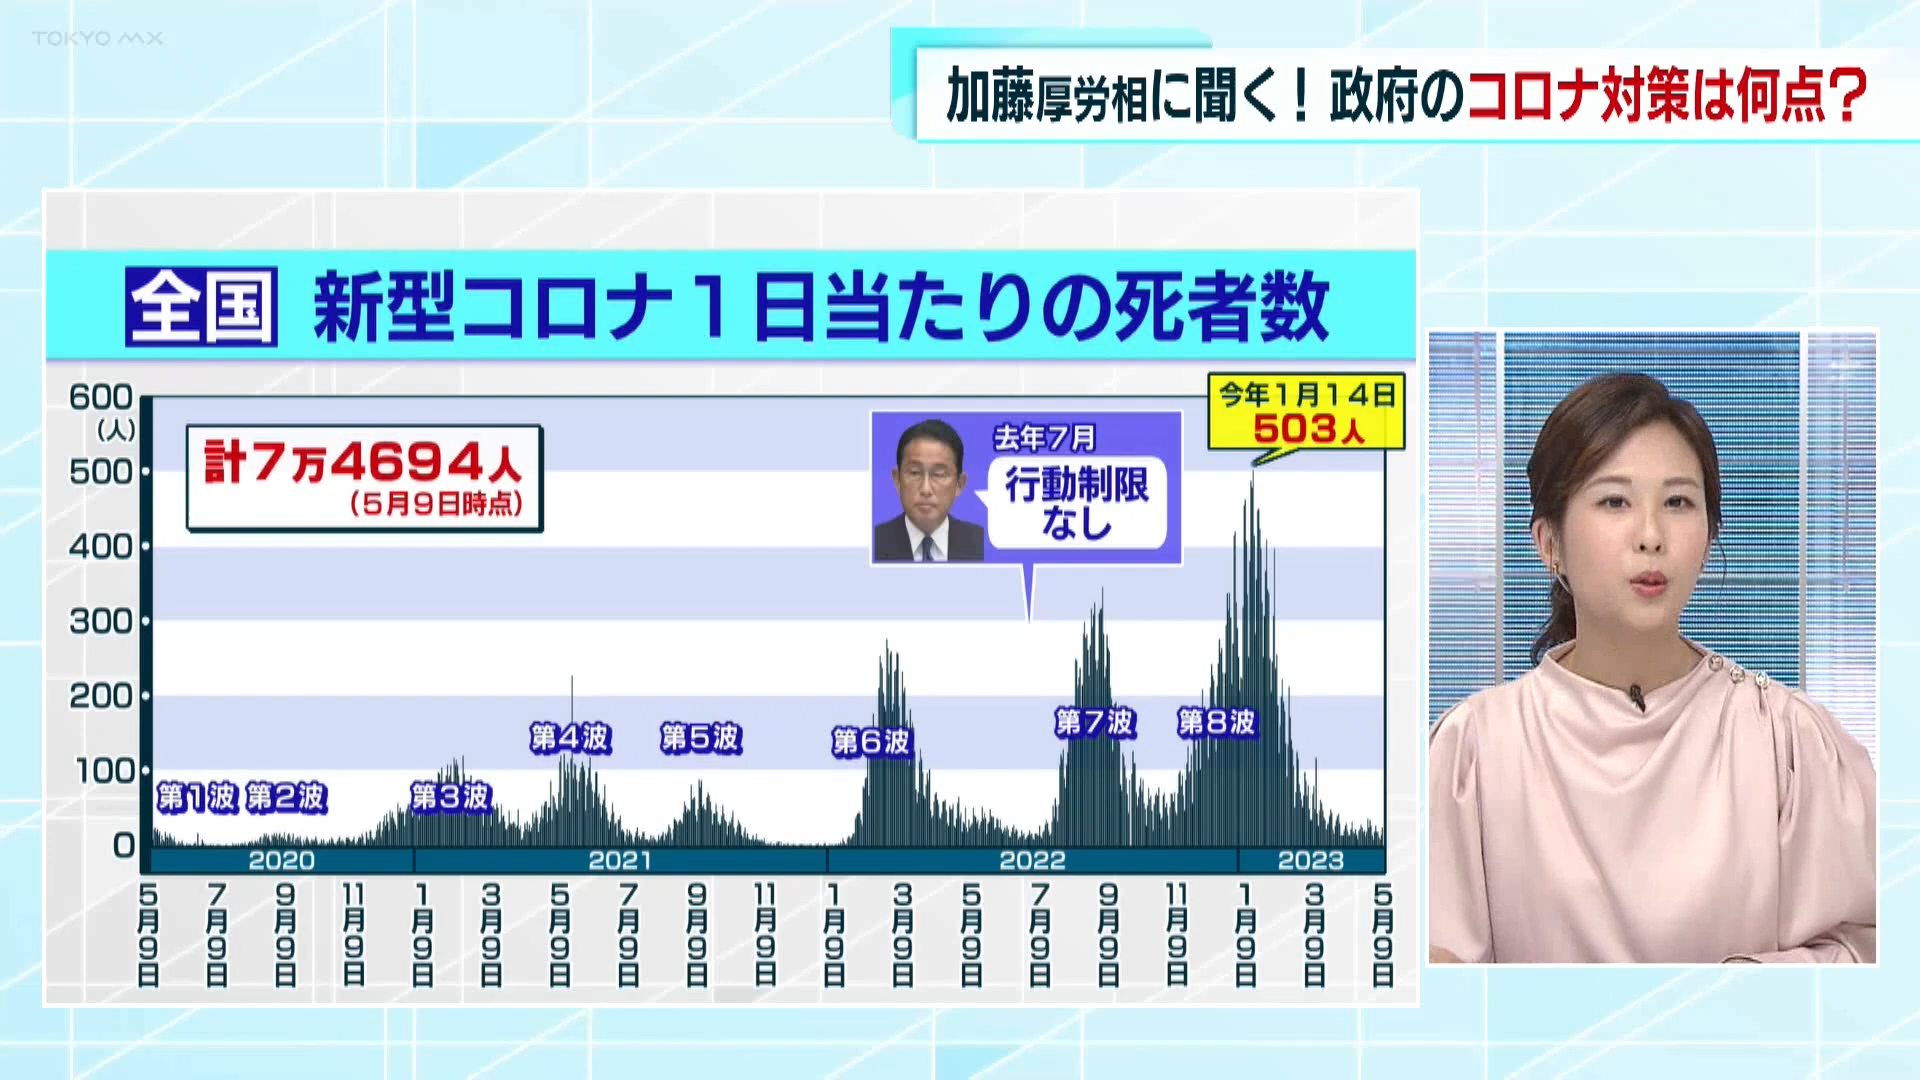 TOKYO MX
加藤厚労相に聞く！政府のコロナ対策は何点？
全国 新型コロナ１日当たりの死者数
600
(人)
500
400
300
200
100
0
計7万4694人
(5月9日時点)
去年7月
行動制限
なし
今年1月14日
503人
第1波
第2波
第3波
第4波
第5波
第6波
第7波
第8波
2020
2021
2022
2023
5月9日
7月9日
9月9日
11月9日
1月9日
3月9日
5月9日
7月9日
9月9日
11月9日
1月9日
3月9日
5月9日
7月9日
9月9日
11月9日
1月9日
3月9日
5月9日